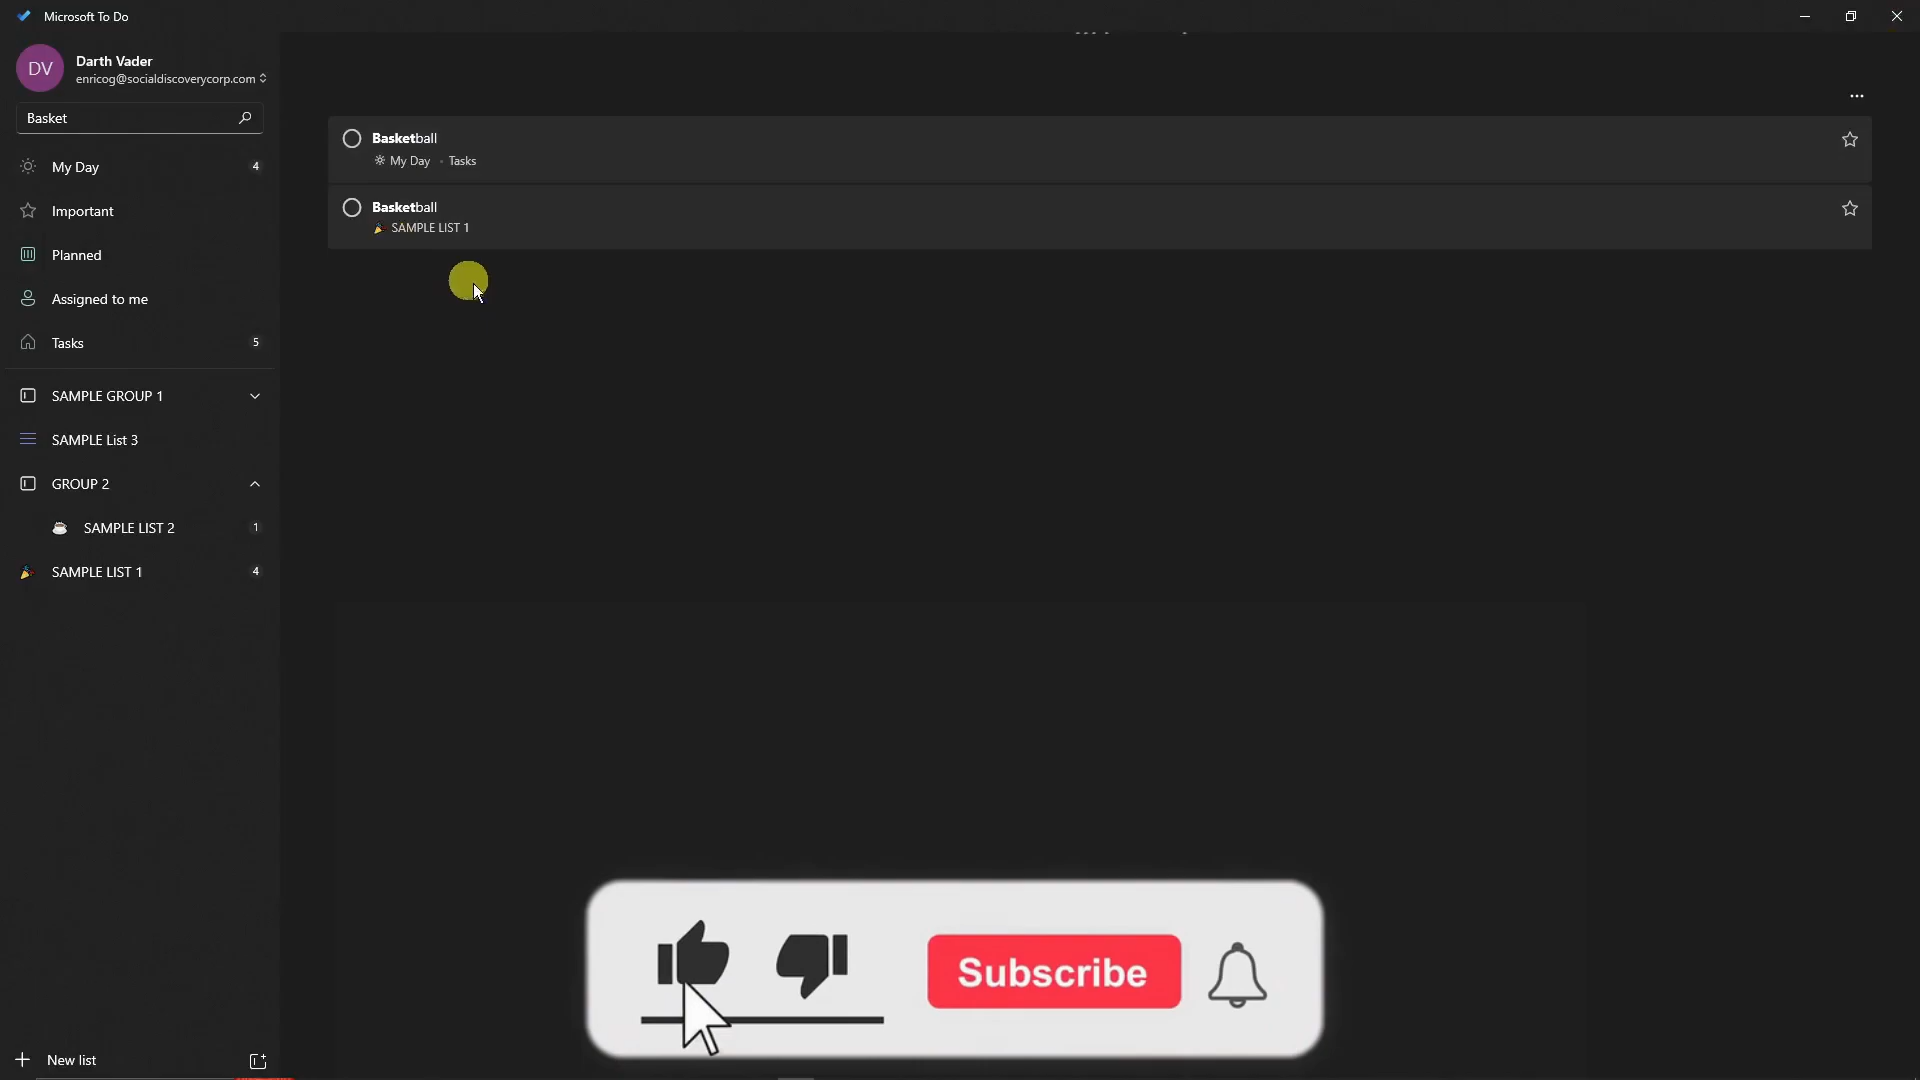 Microsoft To Do
DV
Darth Vader
enricog@socialdiscoverycorp.com
Basket
My Day 4
Important
Planned
Assigned to me
Tasks 5
SAMPLE GROUP 1
SAMPLE List 3
GROUP 2
SAMPLE LIST 2 1
SAMPLE LIST 1 4
New list
Basketball
My Day • Tasks
Basketball
SAMPLE LIST 1
Subscribe